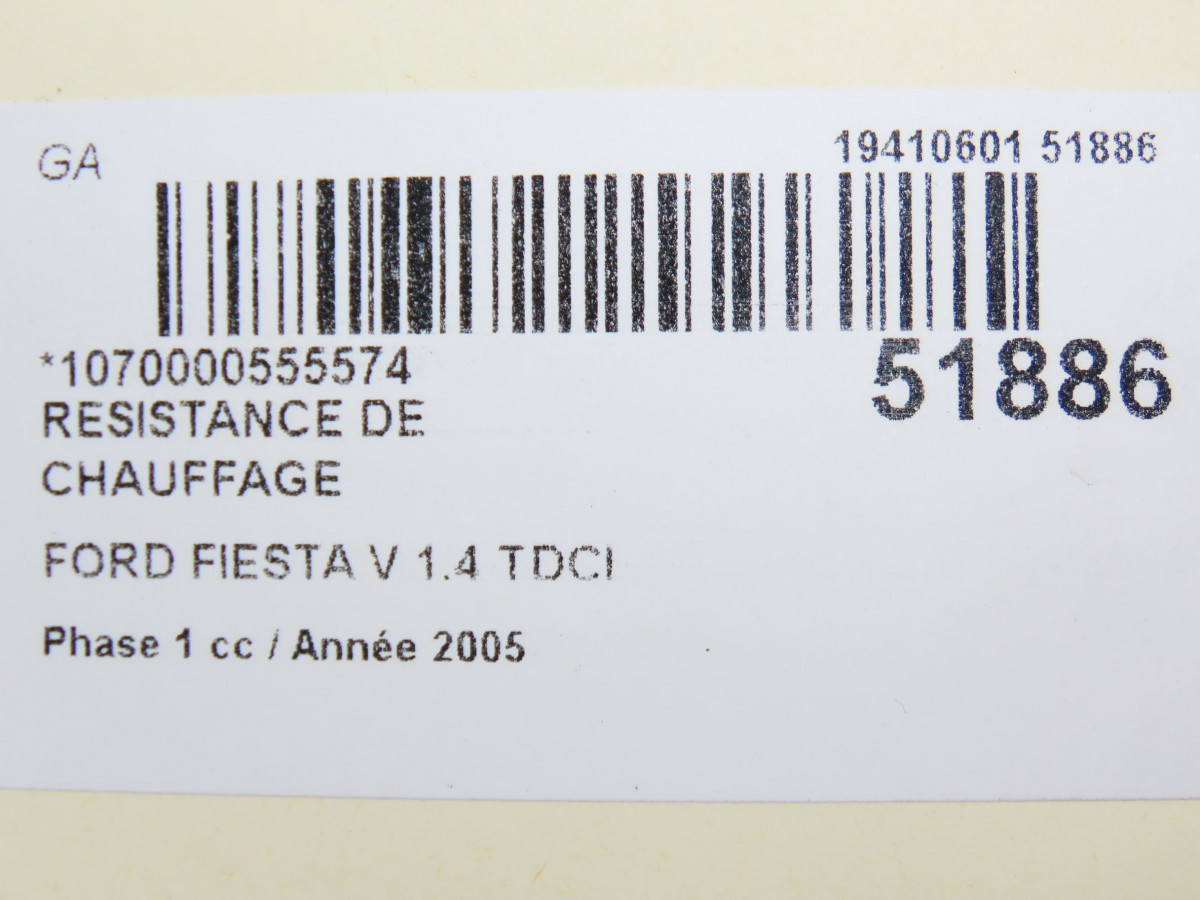 GA
19410601 51886
*1070000555574
51886
RESISTANCE DE
CHAUFFAGE
FORD FIESTA V 1.4 TDCI
Phase 1 cc / Année 2005